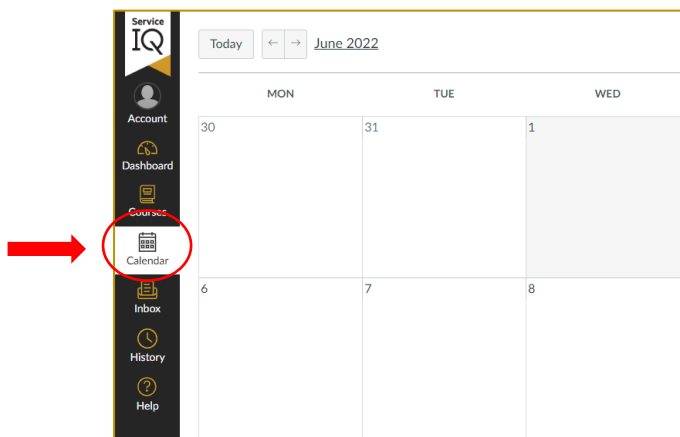 Service
IQ
Today ← → June 2022
MON TUE WED
Account
30 31 1
Dashboard
Courses
Calendar
6 7 8
Inbox
History
? 
Help